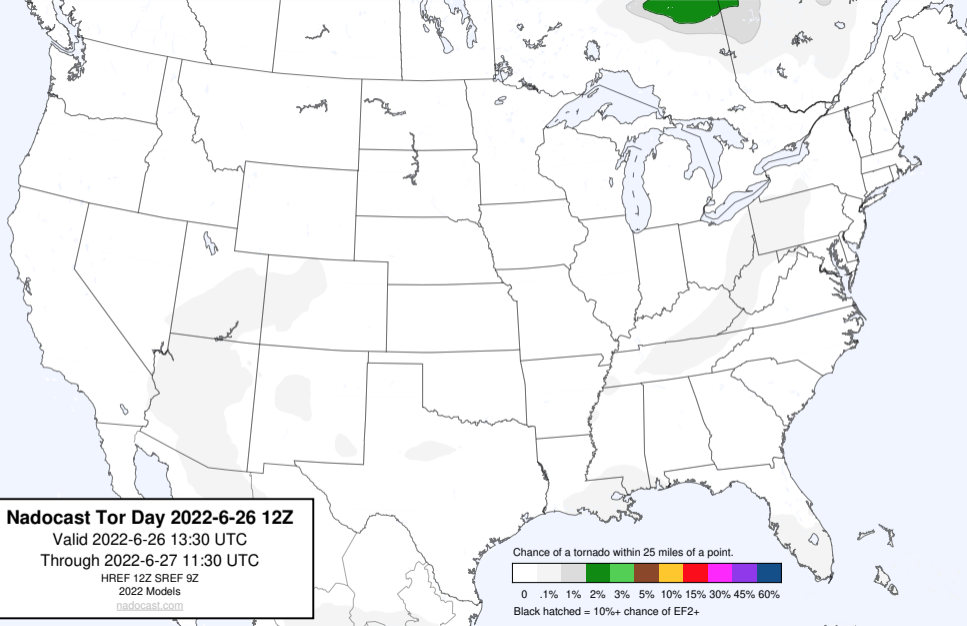 Nadocast Tor Day 2022-6-26 12Z
Valid 2022-6-26 13:30 UTC
Through 2022-6-27 11:30 UTC
HREF 12Z SREF 9Z
2022 Models
nadocast.com
Chance of a tornado within 25 miles of a point.
0 .1% 1% 2% 3% 5% 10% 15% 30% 45% 60%
Black hatched = 10%+ chance of EF2+